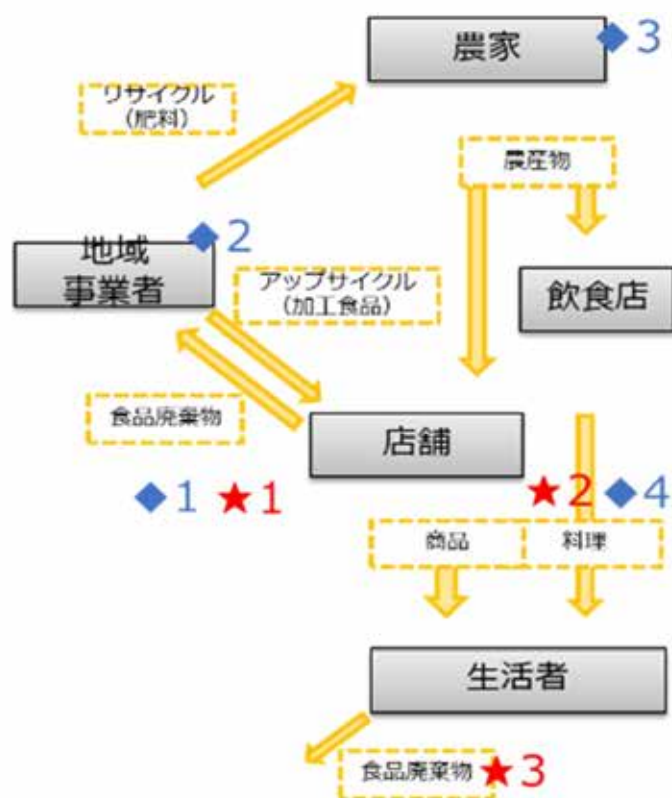 農家
◆3
リサイクル
(肥料)
農産物
◆2
地域
事業者
アップサイクル
(加工食品)
飲食店
食品廃棄物
店舗
◆1 ★1
★2 ◆4
商品
料理
生活者
食品廃棄物 ★3